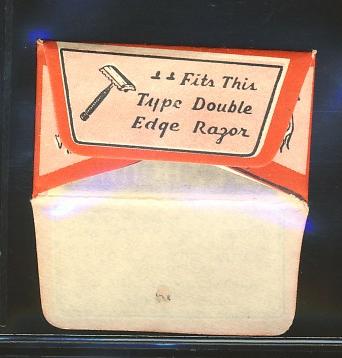 Fits This
Type Double
Edge Razor